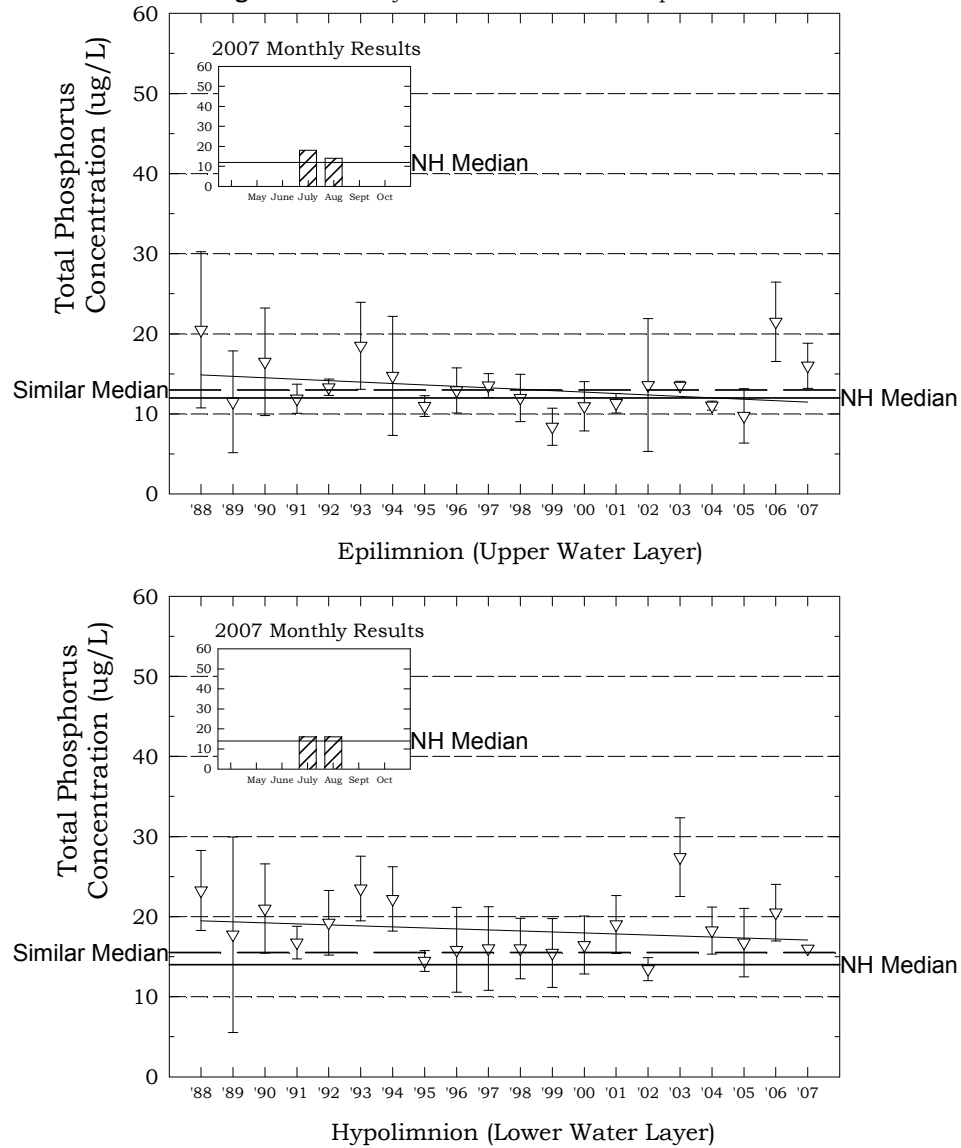 2007 Monthly Results
60
50
40
30
20
10
0
May June July Aug Sept Oct
NH Median
Total Phosphorus
Concentration (ug/L)
60
50
40
30
20
10
0
Similar Median
NH Median
'88 '89 '90 '91 '92 '93 '94 '95 '96 '97 '98 '99 '00 '01 '02 '03 '04 '05 '06 '07
Epilimnion (Upper Water Layer)
2007 Monthly Results
60
50
40
30
20
10
0
May June July Aug Sept Oct
NH Median
Total Phosphorus
Concentration (ug/L)
60
50
40
30
20
10
0
Similar Median
NH Median
'88 '89 '90 '91 '92 '93 '94 '95 '96 '97 '98 '99 '00 '01 '02 '03 '04 '05 '06 '07
Hypolimnion (Lower Water Layer)